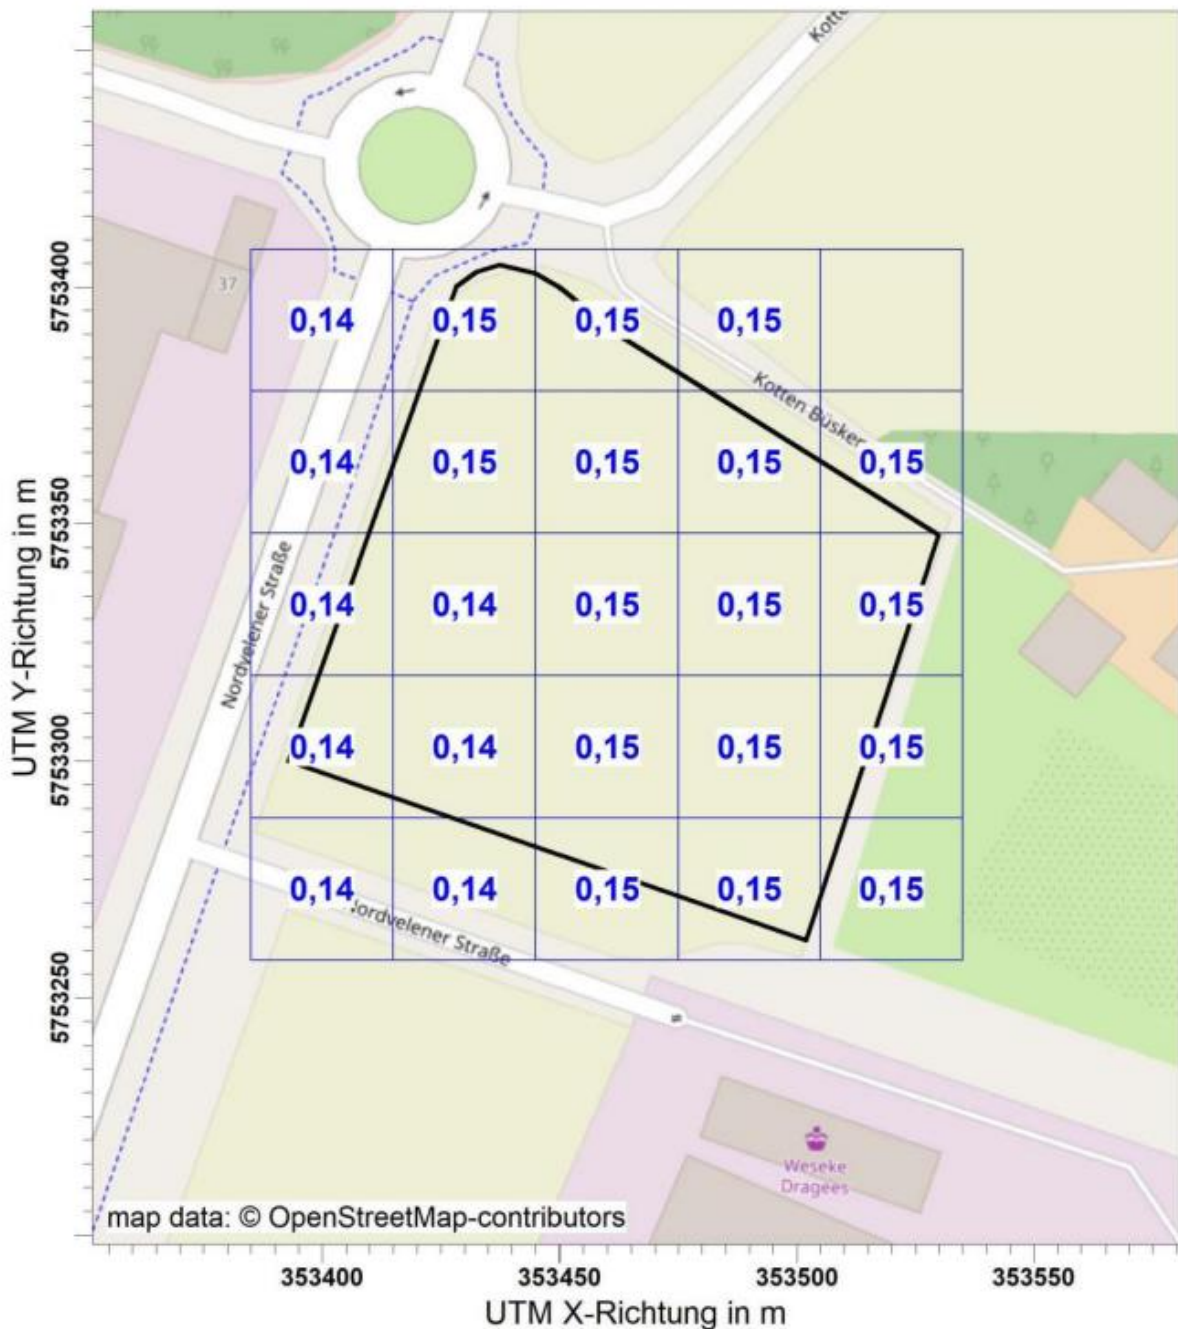 Kotte
37
5753400
0,14 0,15 0,15 0,15
Kotten Büsker
0,14 0,15 0,15 0,15 0,15
5753350
UTM Y-Richtung in m
Nordvelener Straße
0,14 0,14 0,15 0,15 0,15
5753300
0,14 0,14 0,15 0,15 0,15
0,14 0,14 0,15 0,15 0,15
Nordvelener Straße
5753250
Weseke
Dragees
map data: © OpenStreetMap-contributors
353400 353450 353500 353550
UTM X-Richtung in m